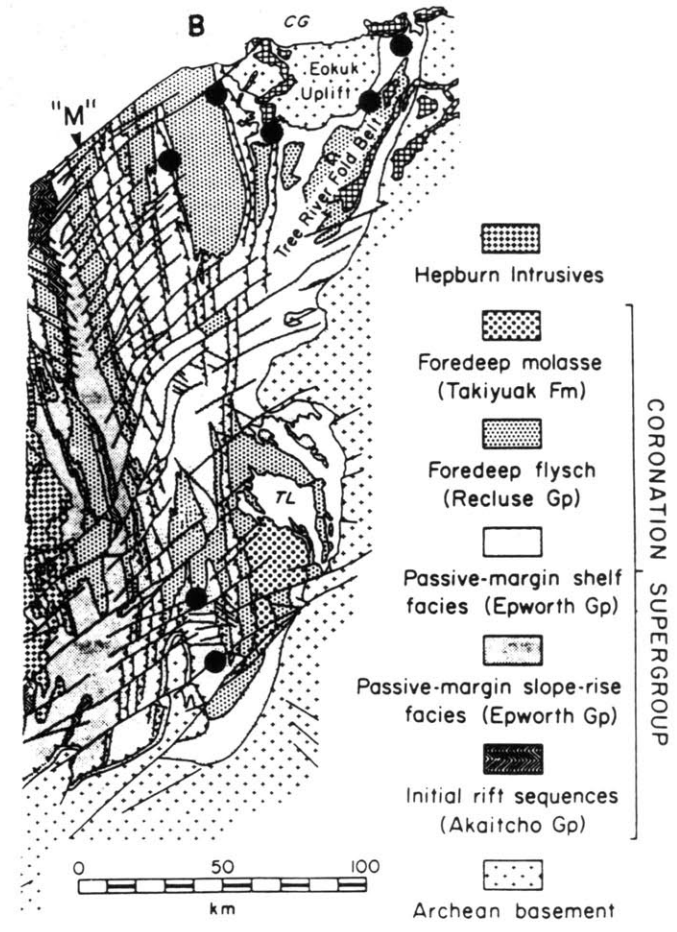 B
CG
Eokuk
Uplift
"M"
Tree River Fold Belt
TL
Hepburn Intrusives
Foredeep molasse
(Takiyuak Fm)
Foredeep flysch
(Recluse Gp)
Passive-margin shelf
facies (Epworth Gp)
Passive-margin slope-rise
facies (Epworth Gp)
Initial rift sequences
(Akaitcho Gp)
Archean basement
CORONATION SUPERGROUP
0 50 100
km